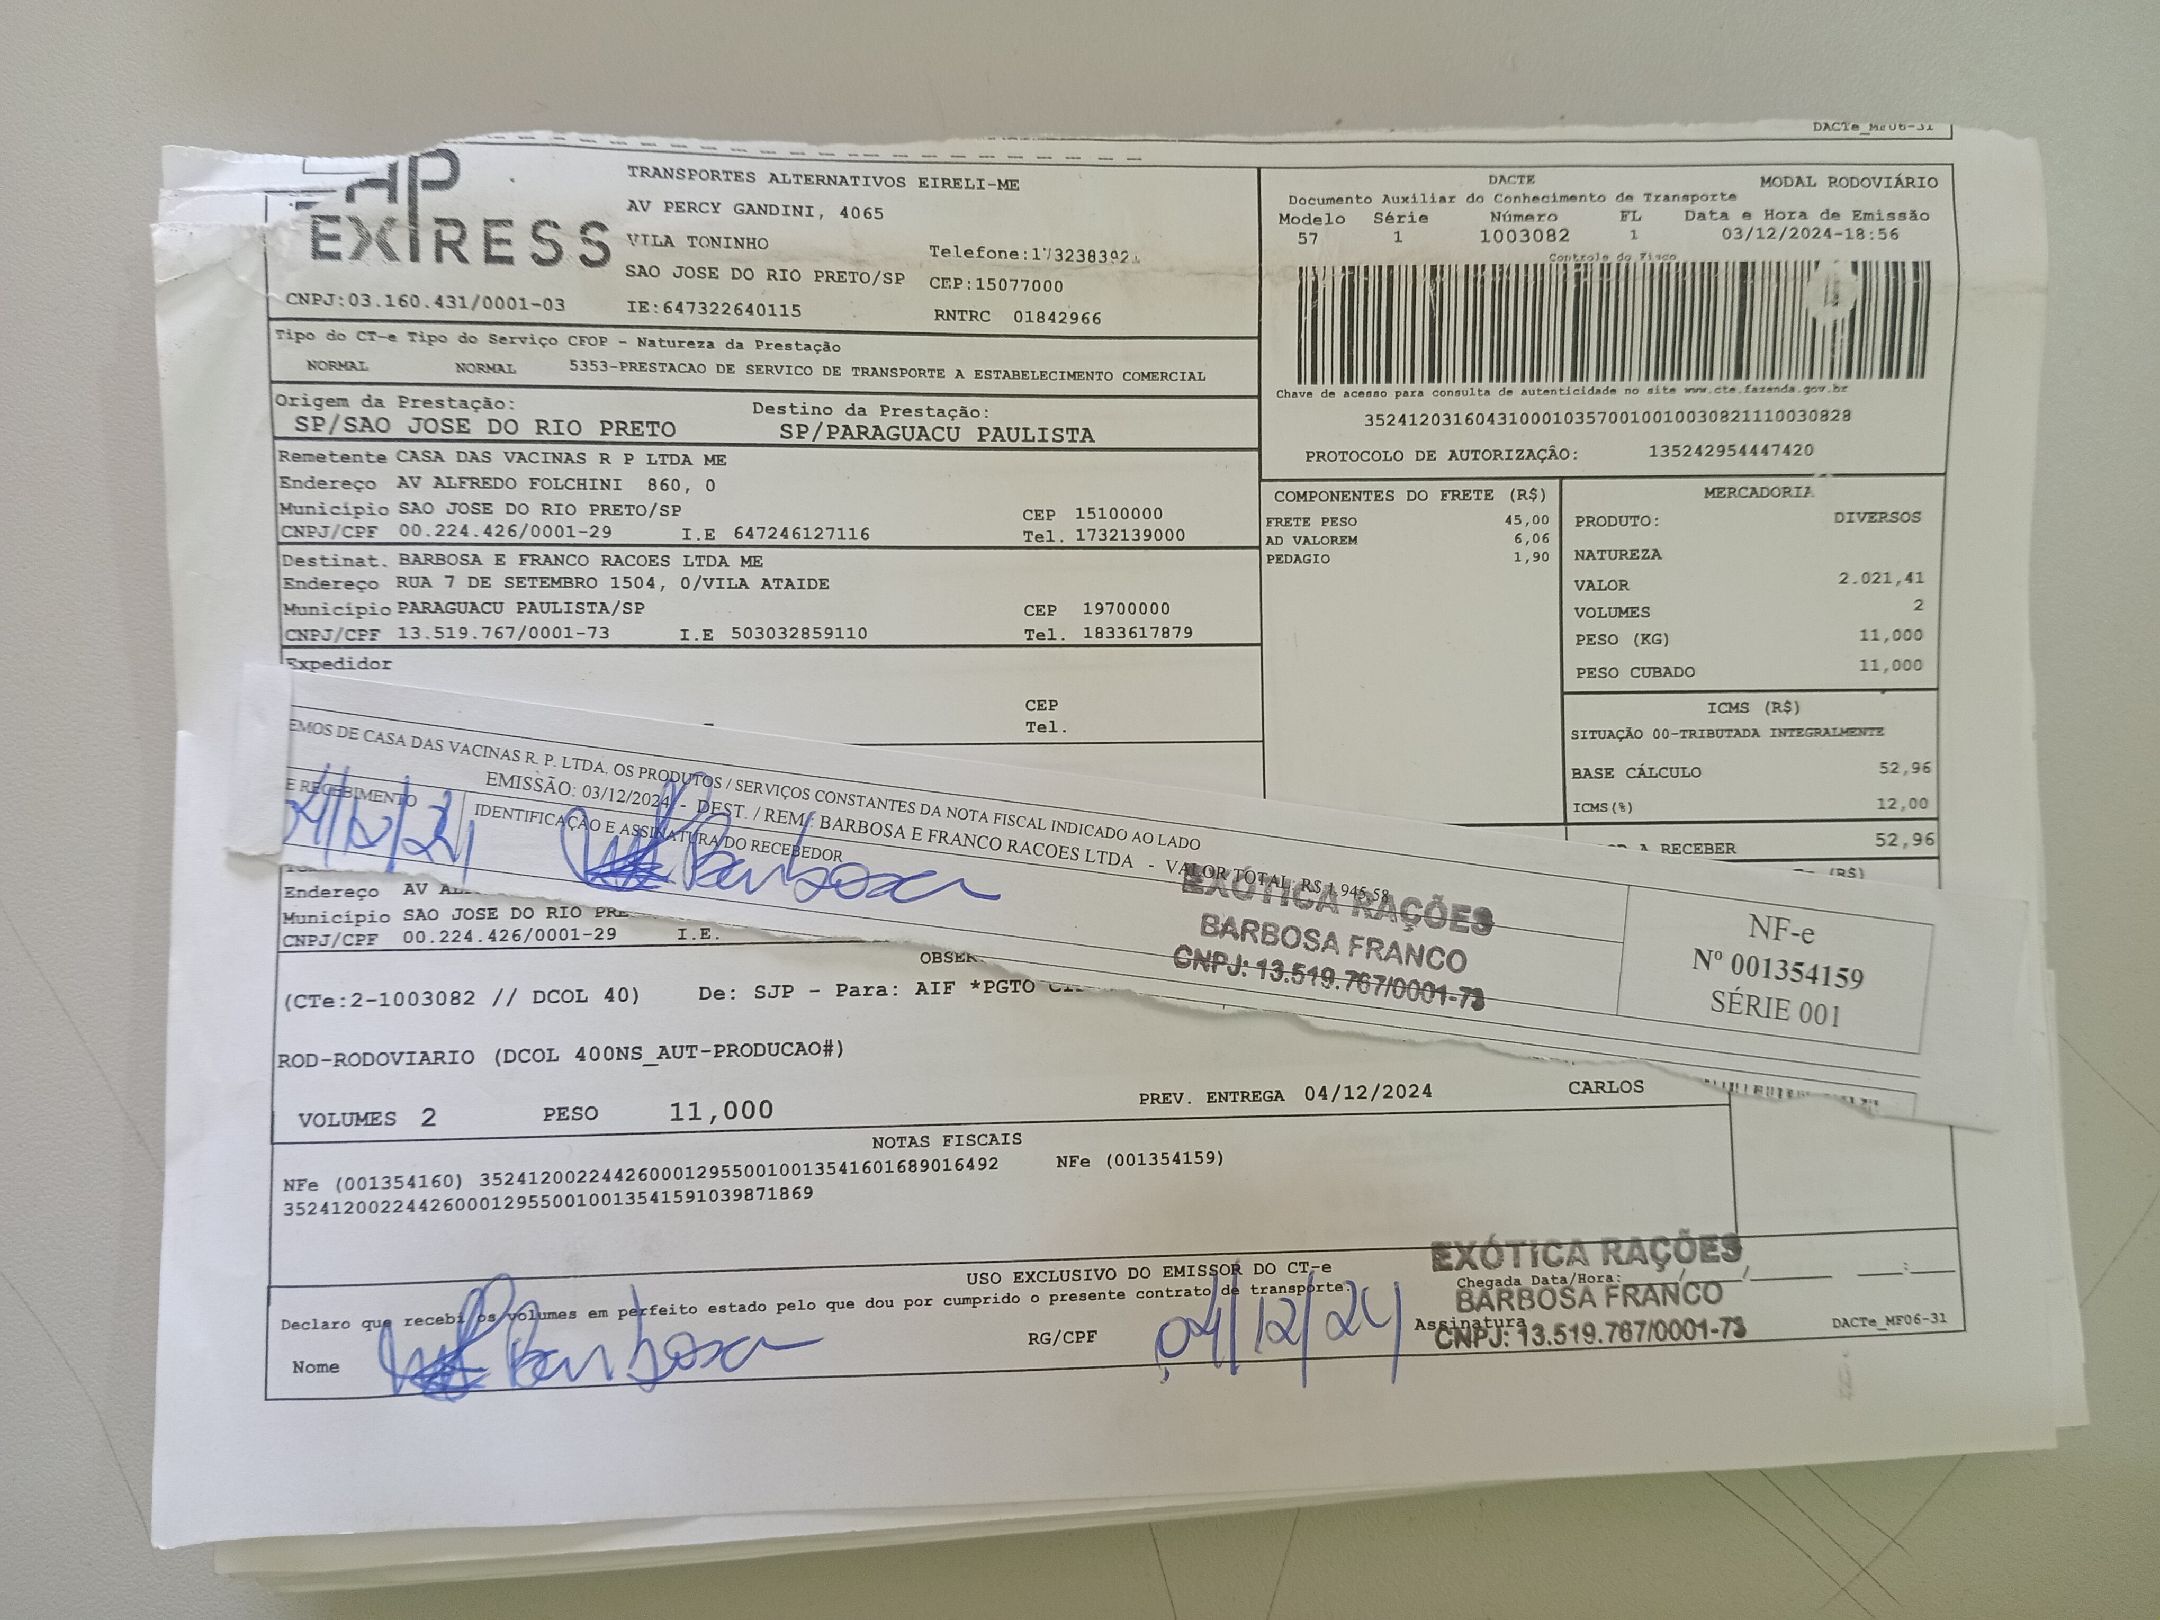 DACTe_MF06-31
EXPRESS
TRANSPORTES ALTERNATIVOS EIRELI-ME
AV PERCY GANDINI, 4065
VILA TONINHO
SAO JOSE DO RIO PRETO/SP
Telefone:173238392
CEP:15077000
CNPJ:03.160.431/0001-03
IE:647322640115
RNTRC 01842966
DACTE
MODAL RODOVIÁRIO
Documento Auxiliar do Conhecimento de Transporte
Modelo Série Número FL Data e Hora de Emissão
57 1 1003082 1 03/12/2024-18:56
Controle do Fisco
Chave de acesso para consulta de autenticidade no site www.cte.fazenda.gov.br
35241203160431000103570010010030821110030828
PROTOCOLO DE AUTORIZAÇÃO: 135242954447420
Tipo do CT-e Tipo do Serviço CFOP - Natureza da Prestação
NORMAL NORMAL 5353-PRESTACAO DE SERVICO DE TRANSPORTE A ESTABELECIMENTO COMERCIAL
Origem da Prestação: Destino da Prestação:
SP/SAO JOSE DO RIO PRETO SP/PARAGUACU PAULISTA
Remetente CASA DAS VACINAS R P LTDA ME
Endereço AV ALFREDO FOLCHINI 860, 0
Município SAO JOSE DO RIO PRETO/SP CEP 15100000
CNPJ/CPF 00.224.426/0001-29 I.E 647246127116 Tel. 1732139000
Destinat. BARBOSA E FRANCO RACOES LTDA ME
Endereço RUA 7 DE SETEMBRO 1504, 0/VILA ATAIDE
Município PARAGUACU PAULISTA/SP CEP 19700000
CNPJ/CPF 13.519.767/0001-73 I.E 503032859110 Tel. 1833617879
Expedidor
CEP
Tel.
COMPONENTES DO FRETE (R$)
FRETE PESO 45,00
AD VALOREM 6,06
PEDAGIO 1,90
MERCADORIA
PRODUTO: DIVERSOS
NATUREZA
VALOR 2.021,41
VOLUMES 2
PESO (KG) 11,000
PESO CUBADO 11,000
ICMS (R$)
SITUAÇÃO 00-TRIBUTADA INTEGRALMENTE
BASE CÁLCULO 52,96
ICMS(%) 12,00
A RECEBER 52,96
(R$)
EMOS DE CASA DAS VACINAS R. P. LTDA, OS PRODUTOS / SERVIÇOS CONSTANTES DA NOTA FISCAL INDICADO AO LADO
EMISSÃO: 03/12/2024 - DEST. / REM.: BARBOSA E FRANCO RACOES LTDA - VALOR TOTAL: R$ 1.945,58
E RECEBIMENTO
IDENTIFICAÇÃO E ASSINATURA DO RECEBEDOR
04/12/24 Barbosa
EXÓTICA RAÇÕES
BARBOSA FRANCO
CNPJ: 13.519.767/0001-73
NF-e
Nº 001354159
SÉRIE 001
Endereço AV
Município SAO JOSE DO RIO PRE
CNPJ/CPF 00.224.426/0001-29 I.E.
OBSER
(CTe:2-1003082 // DCOL 40) De: SJP - Para: AIF *PGTO
ROD-RODOVIARIO (DCOL 400NS_AUT-PRODUCAO#)
VOLUMES 2 PESO 11,000 PREV. ENTREGA 04/12/2024 CARLOS
NOTAS FISCAIS
NFe (001354160) 35241200224426000129550010013541601689016492 NFe (001354159)
35241200224426000129550010013541591039871869
USO EXCLUSIVO DO EMISSOR DO CT-e
Declaro que recebi os volumes em perfeito estado pelo que dou por cumprido o presente contrato de transporte.
Nome Barbosa RG/CPF 04/12/24
EXÓTICA RAÇÕES
Chegada Data/Hora:
BARBOSA FRANCO
Assinatura
CNPJ: 13.519.767/0001-73
DACTe_MF06-31